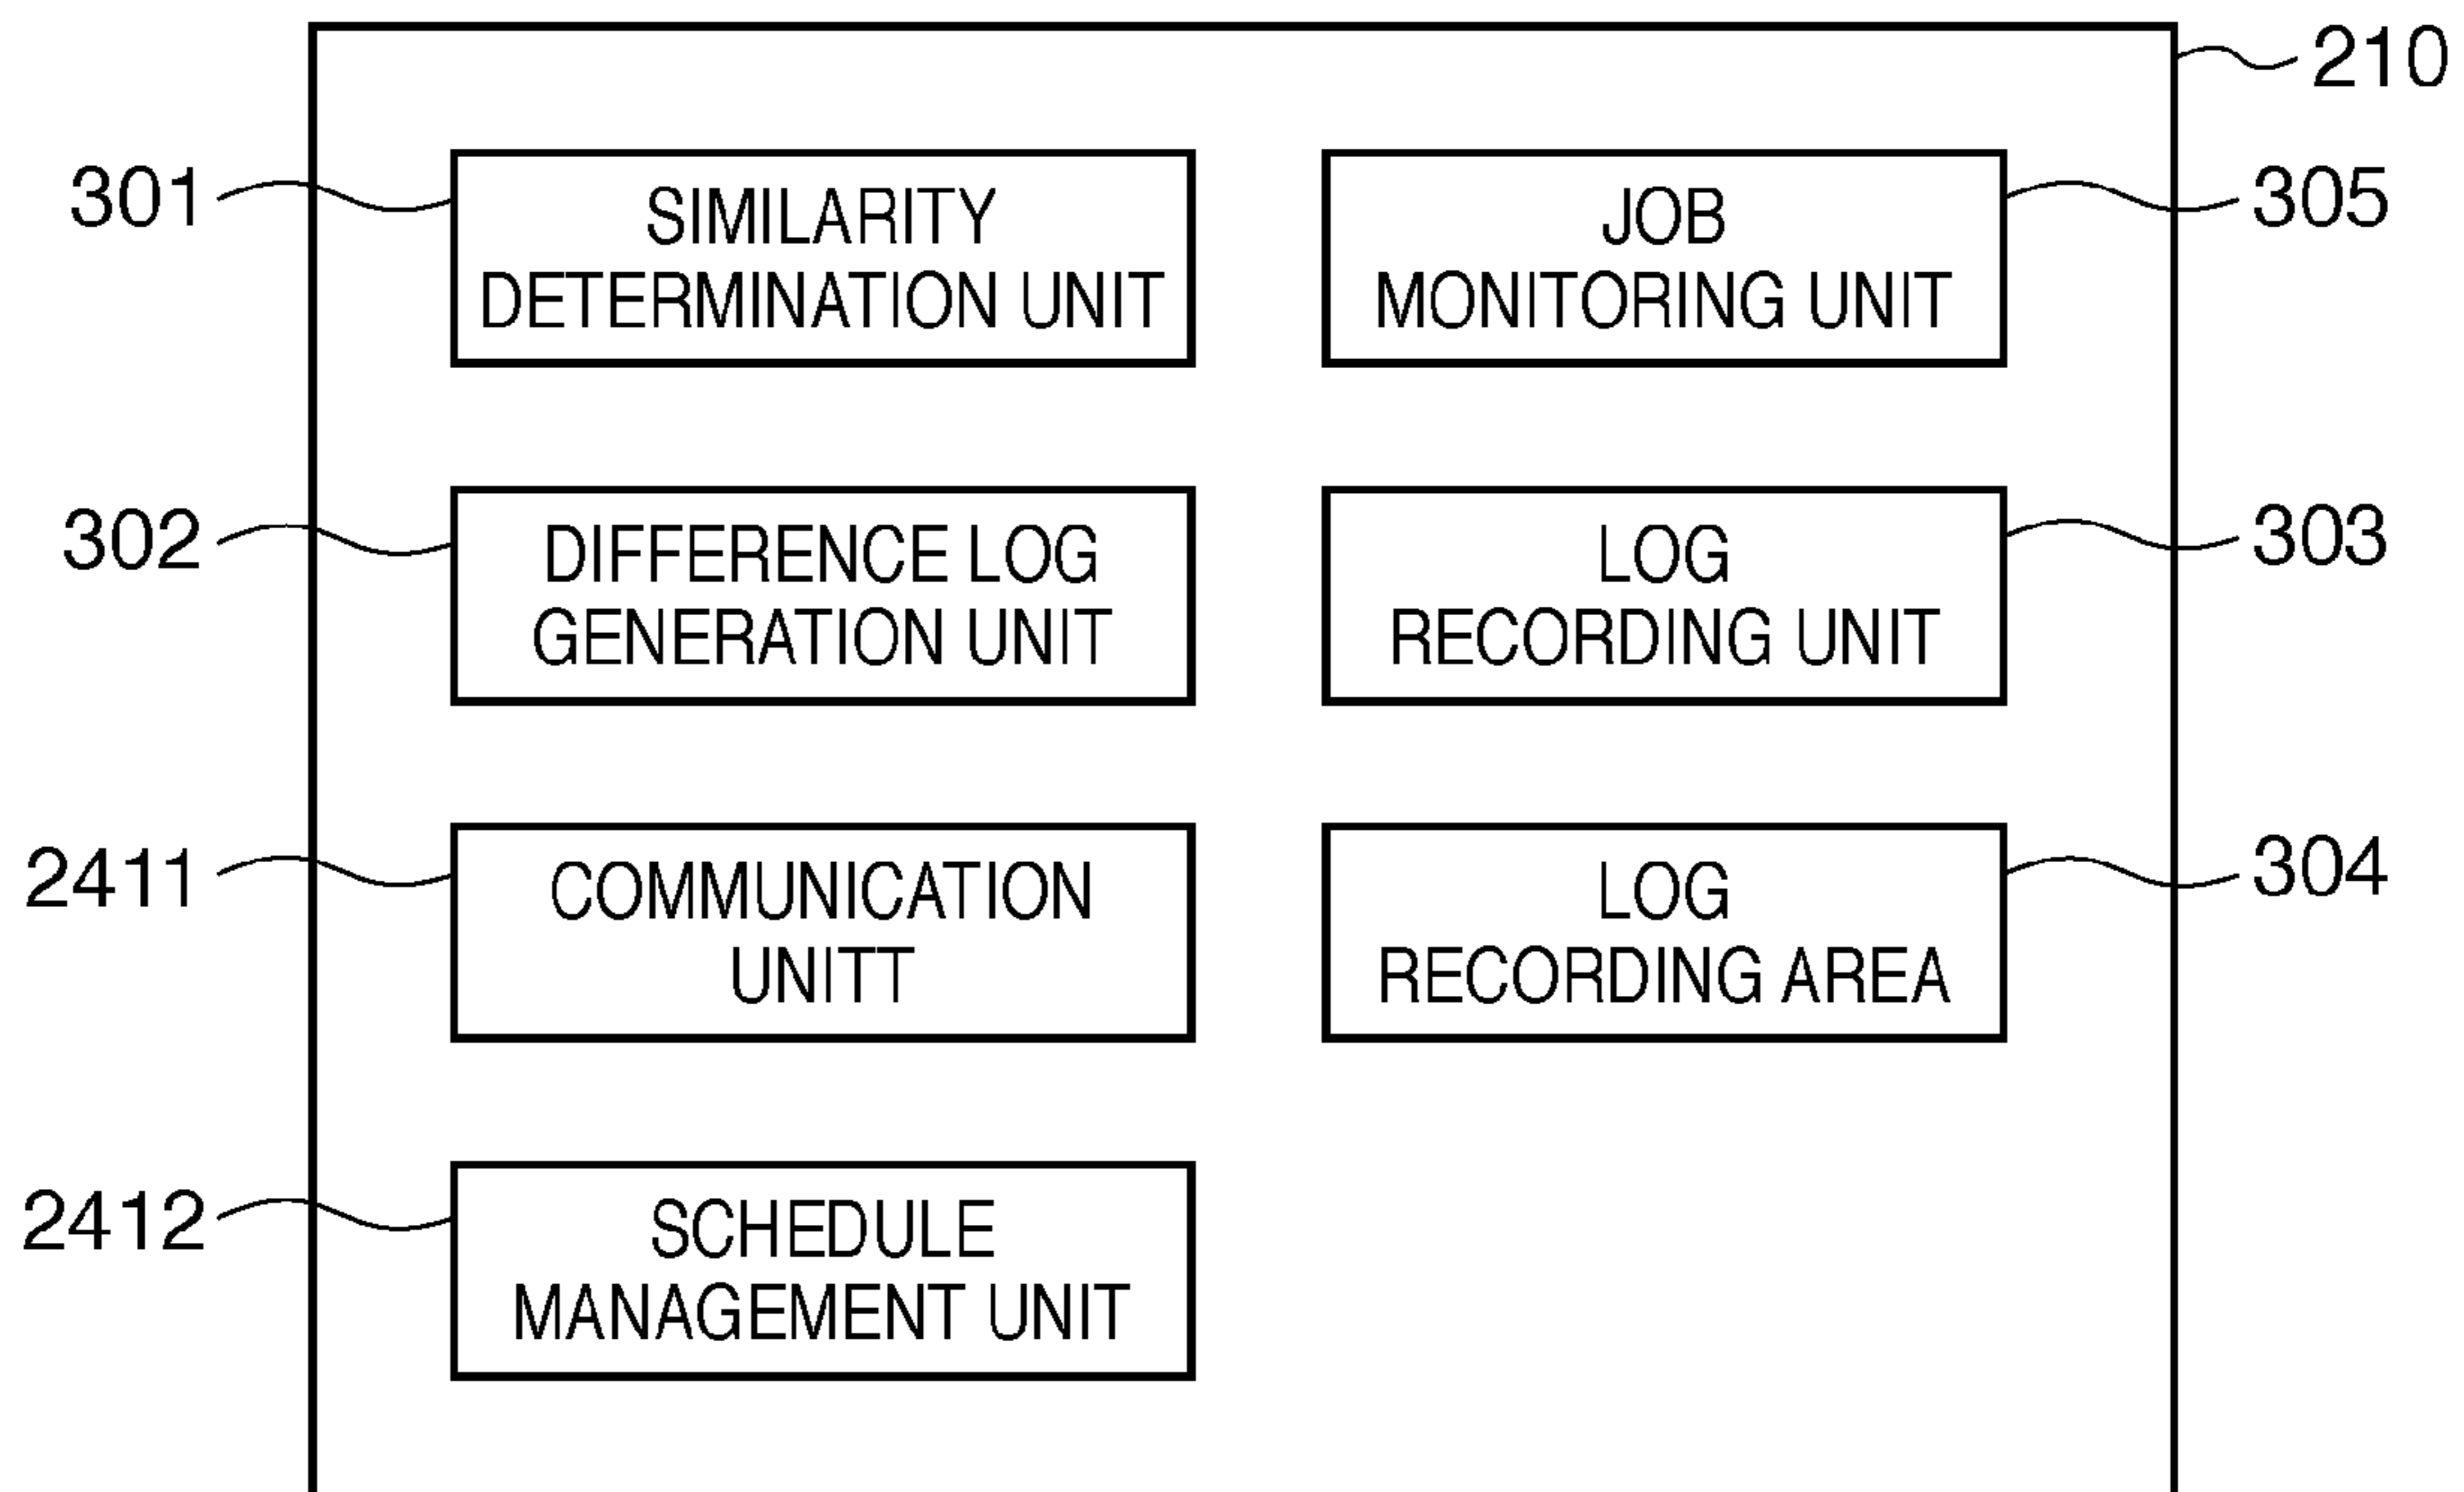 210
301
SIMILARITY
DETERMINATION UNIT
JOB
MONITORING UNIT
305
302
DIFFERENCE LOG
GENERATION UNIT
LOG
RECORDING UNIT
303
2411
COMMUNICATION
UNITT
LOG
RECORDING AREA
304
2412
SCHEDULE
MANAGEMENT UNIT